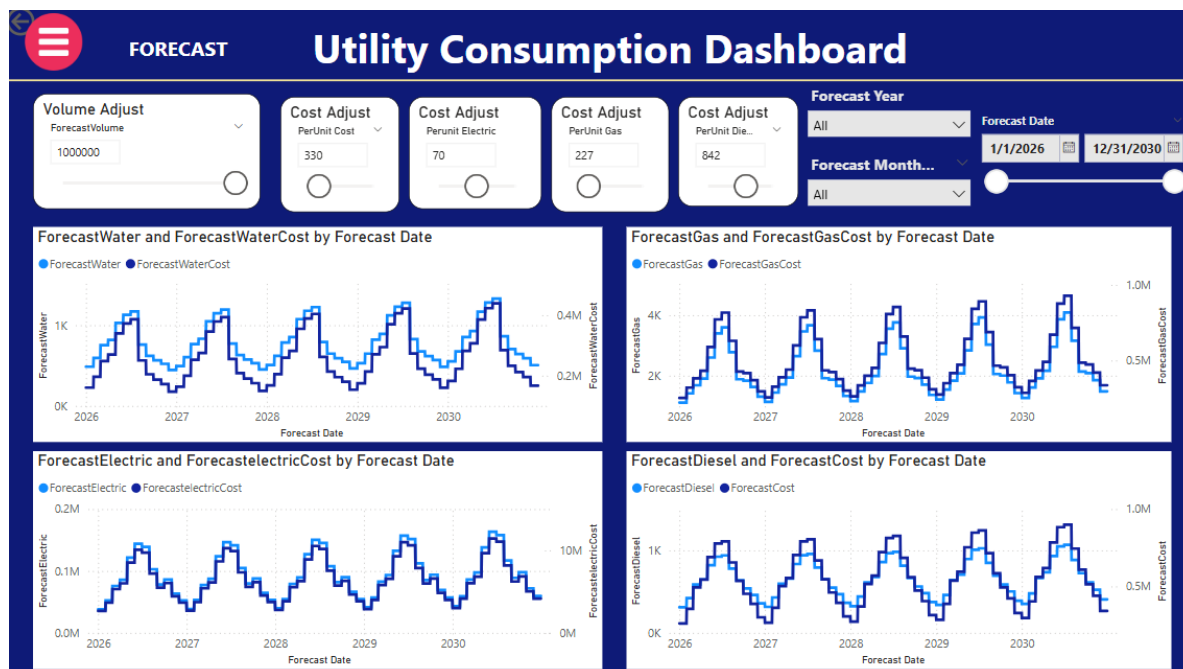 FORECAST
Utility Consumption Dashboard
Volume Adjust
ForecastVolume
1000000
Cost Adjust
PerUnit Cost
330
Cost Adjust
Perunit Electric
70
Cost Adjust
PerUnit Gas
227
Cost Adjust
PerUnit Die...
842
Forecast Year
All
Forecast Month...
All
Forecast Date
1/1/2026
12/31/2030
ForecastWater and ForecastWaterCost by Forecast Date
ForecastWater ForecastWaterCost
ForecastWater
1K
0K
0.4M
0.2M
ForecastWaterCost
2026 2027 2028 2029 2030
Forecast Date
ForecastGas and ForecastGasCost by Forecast Date
ForecastGas ForecastGasCost
ForecastGas
4K
2K
1.0M
0.5M
ForecastGasCost
2026 2027 2028 2029 2030
Forecast Date
ForecastElectric and ForecastelectricCost by Forecast Date
ForecastElectric ForecastelectricCost
ForecastElectric
0.2M
0.1M
0.0M
10M
0M
ForecastelectricCost
2026 2027 2028 2029 2030
Forecast Date
ForecastDiesel and ForecastCost by Forecast Date
ForecastDiesel ForecastCost
ForecastDiesel
1K
0K
1.0M
0.5M
ForecastCost
2026 2027 2028 2029 2030
Forecast Date